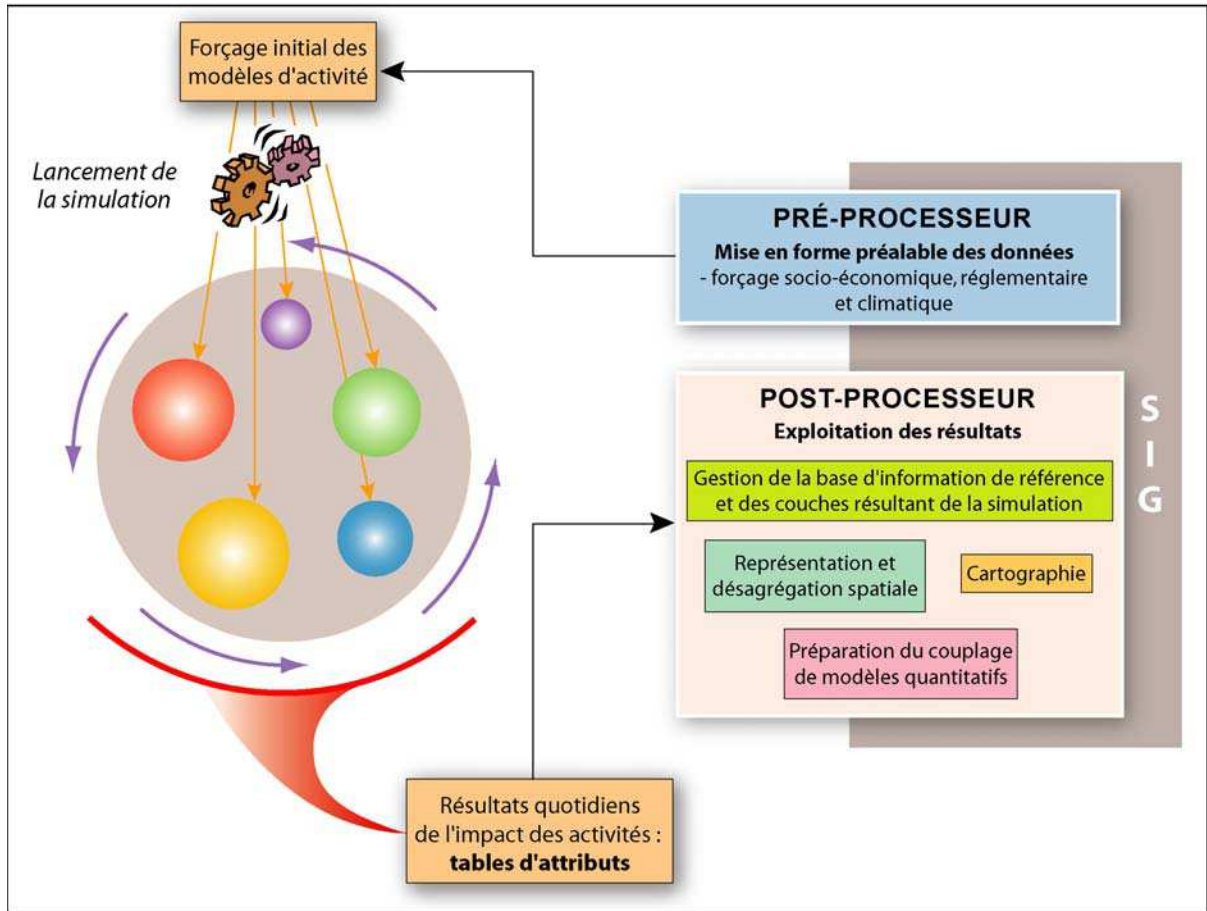 Forçage initial des
modèles d'activité
Lancement de
la simulation
PRÉ-PROCESSEUR
Mise en forme préalable des données
- forçage socio-économique, réglementaire
et climatique
POST-PROCESSEUR
Exploitation des résultats
Gestion de la base d'information de référence
et des couches résultant de la simulation
Représentation et
désagrégation spatiale
Cartographie
Préparation du couplage
de modèles quantitatifs
S
I
G
Résultats quotidiens
de l'impact des activités :
tables d'attributs